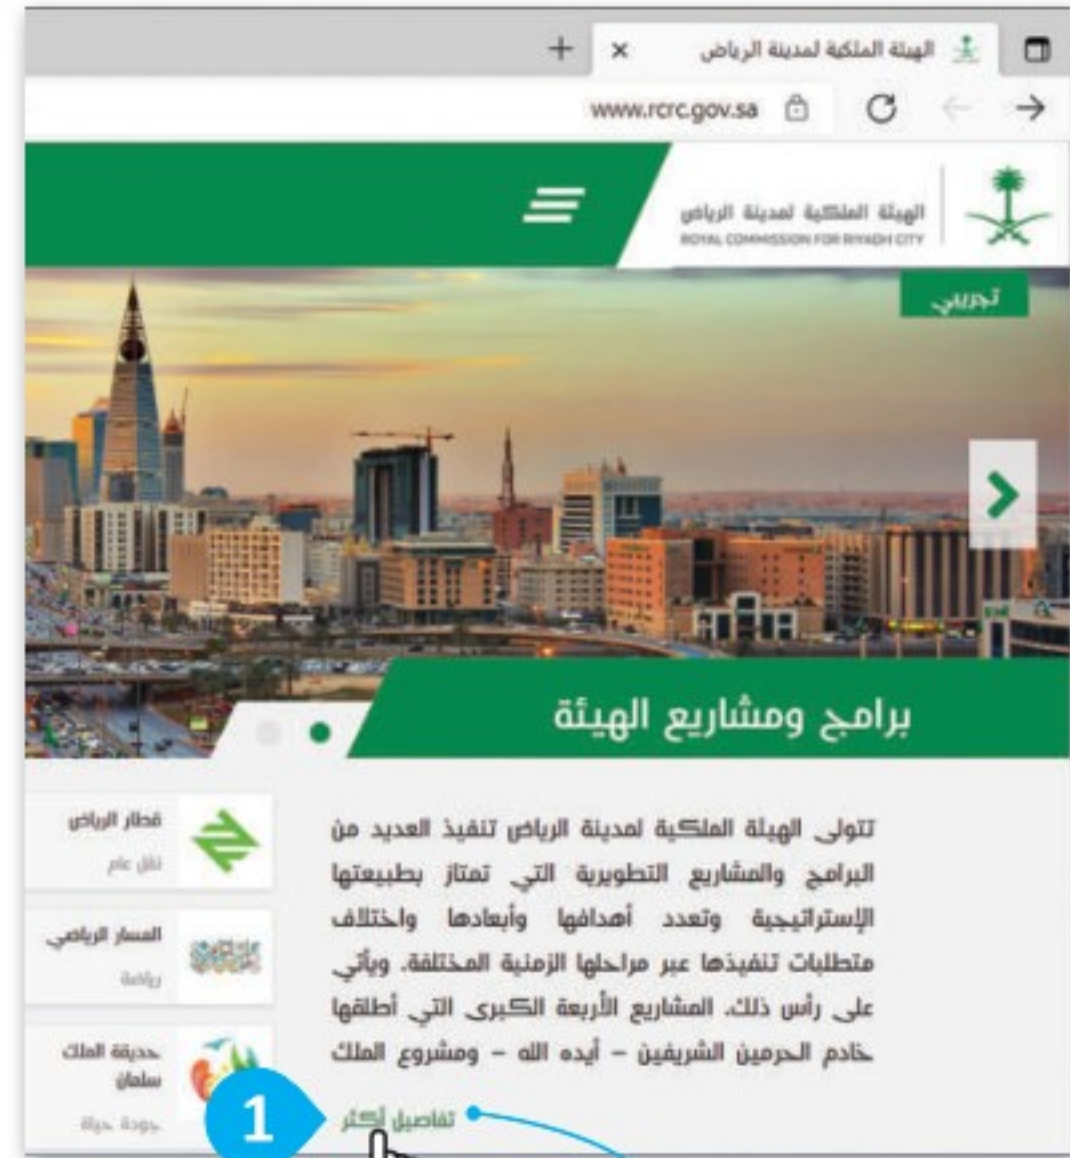 الهيئة الملكية لمدينة الرياض
www.rcrc.gov.sa
الهيئة الملكية لمدينة الرياض
ROYAL COMMISSION FOR RIYADH CITY
تجريبي
برامج ومشاريع الهيئة
تتولى الهيئة الملكية لمدينة الرياض تنفيذ العديد من
البرامج والمشاريع التطويرية التي تمتاز بطبيعتها
الإستراتيجية وتعدد أهدافها وأبعادها واختلاف
متطلبات تنفيذها عبر مراحلها الزمنية المختلفة. ويأتي
على رأس ذلك، المشاريع الأربعة الكبرى التي أطلقها
خادم الحرمين الشريفين – أيده الله – ومشروع الملك
تفاصيل أكثر
1
قطار الرياض
نقل عام
المسار الرياضي
رياضة
حديقة الملك
سلمان
جودة حياة